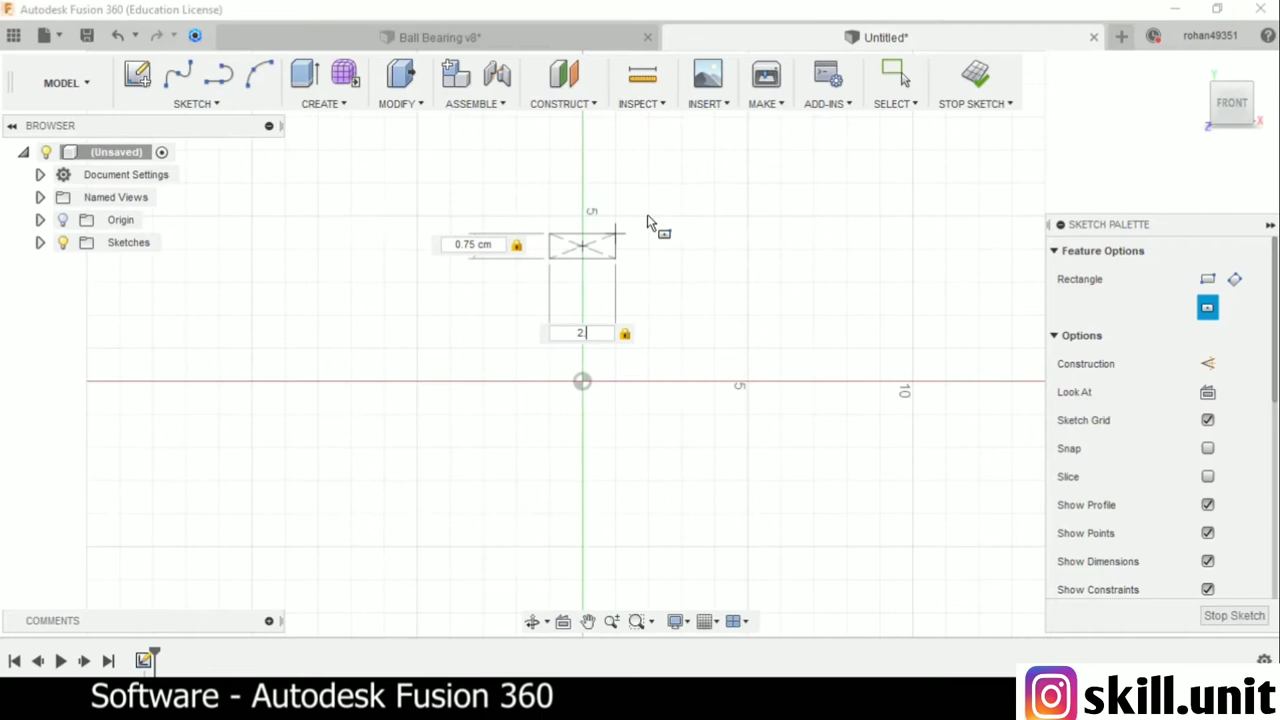 Autodesk Fusion 360 (Education License)
Ball Bearing v8*
Untitled*
rohan49351
MODEL
SKETCH
CREATE
MODIFY
ASSEMBLE
CONSTRUCT
INSPECT
INSERT
MAKE
ADD-INS
SELECT
STOP SKETCH
BROWSER
(Unsaved)
Document Settings
Named Views
Origin
Sketches
Y
FRONT
X
Z
5
0.75 cm
2.
5
10
SKETCH PALETTE
Feature Options
Rectangle
Options
Construction
Look At
Sketch Grid
Snap
Slice
Show Profile
Show Points
Show Dimensions
Show Constraints
Stop Sketch
COMMENTS
Software - Autodesk Fusion 360
skill.unit